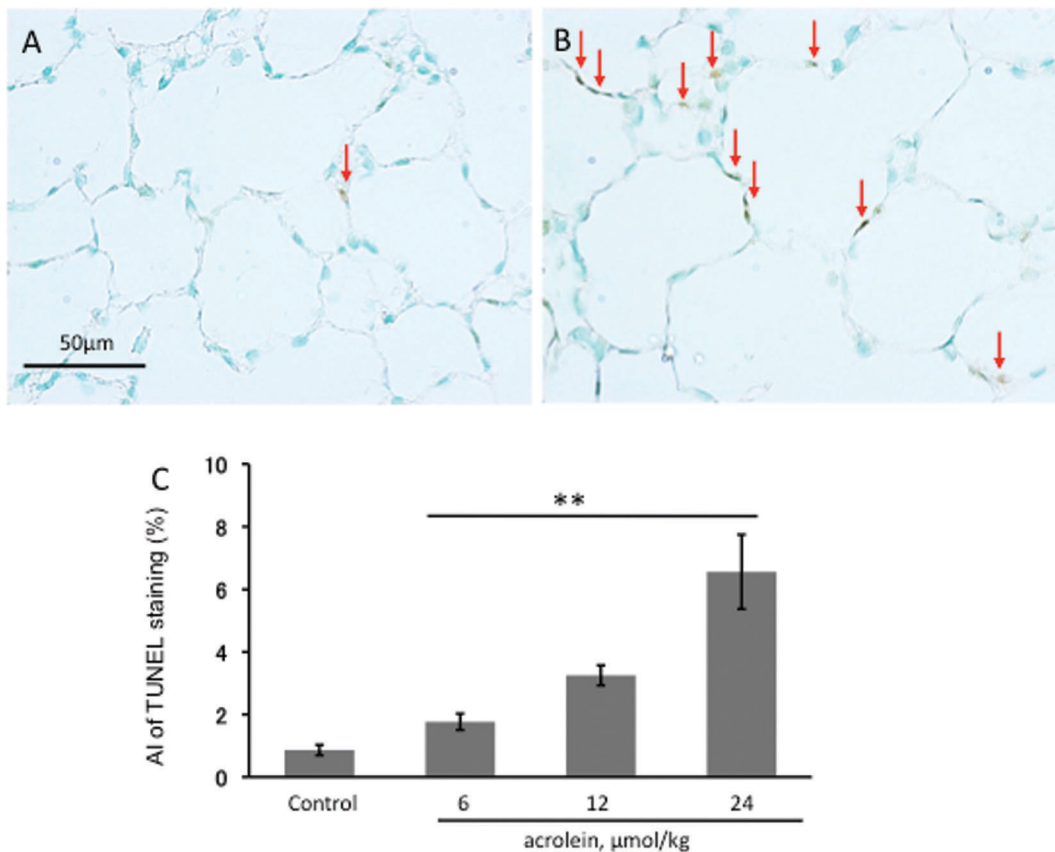 A
B
50µm
C
10
8
6
4
2
0
AI of TUNEL staining (%)
**
Control 6 12 24
acrolein, µmol/kg